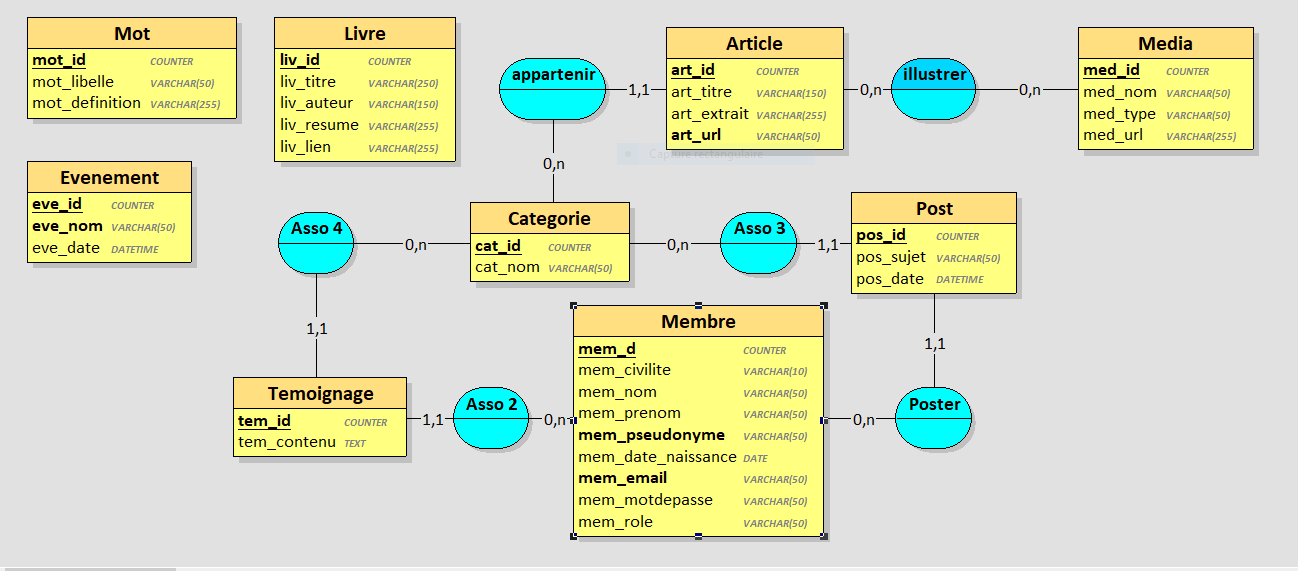 Mot
mot_id COUNTER
mot_libelle VARCHAR(50)
mot_definition VARCHAR(255)
Livre
liv_id COUNTER
liv_titre VARCHAR(250)
liv_auteur VARCHAR(150)
liv_resume VARCHAR(255)
liv_lien VARCHAR(255)
appartenir
1,1
0,n
Article
art_id COUNTER
art_titre VARCHAR(150)
art_extrait VARCHAR(255)
art_url VARCHAR(50)
0,n
illustrer
0,n
Media
med_id COUNTER
med_nom VARCHAR(50)
med_type VARCHAR(50)
med_url VARCHAR(255)
Capture rectangulaire
Evenement
eve_id COUNTER
eve_nom VARCHAR(50)
eve_date DATETIME
Asso 4
0,n
1,1
Categorie
cat_id COUNTER
cat_nom VARCHAR(50)
0,n
Asso 3
1,1
Post
pos_id COUNTER
pos_sujet VARCHAR(50)
pos_date DATETIME
1,1
Temoignage
tem_id COUNTER
tem_contenu TEXT
1,1
Asso 2
0,n
Membre
mem_d COUNTER
mem_civilite VARCHAR(10)
mem_nom VARCHAR(50)
mem_prenom VARCHAR(50)
mem_pseudonyme VARCHAR(50)
mem_date_naissance DATE
mem_email VARCHAR(50)
mem_motdepasse VARCHAR(50)
mem_role VARCHAR(50)
0,n
Poster